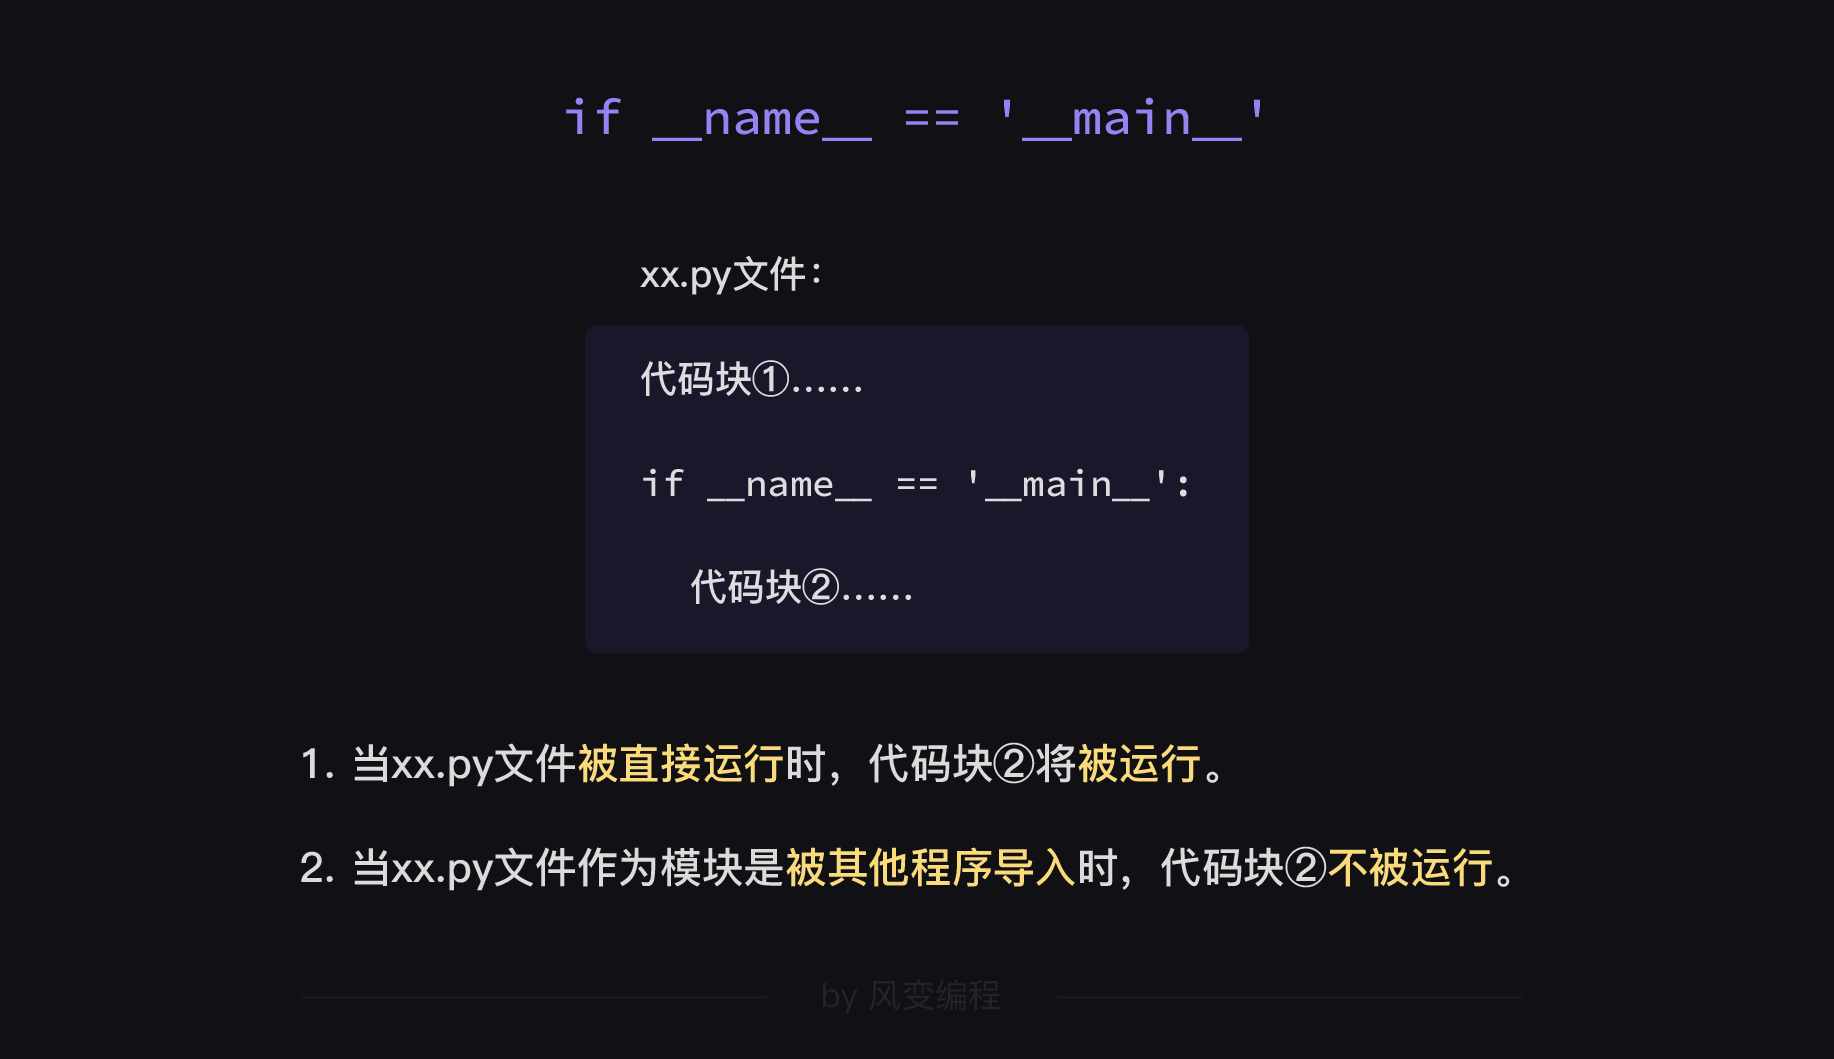 if __name__ == '__main__'
xx.py文件：
代码块①……
if __name__ == '__main__':
代码块②……
1. 当xx.py文件被直接运行时，代码块②将被运行。
2. 当xx.py文件作为模块是被其他程序导入时，代码块②不被运行。
by 风变编程